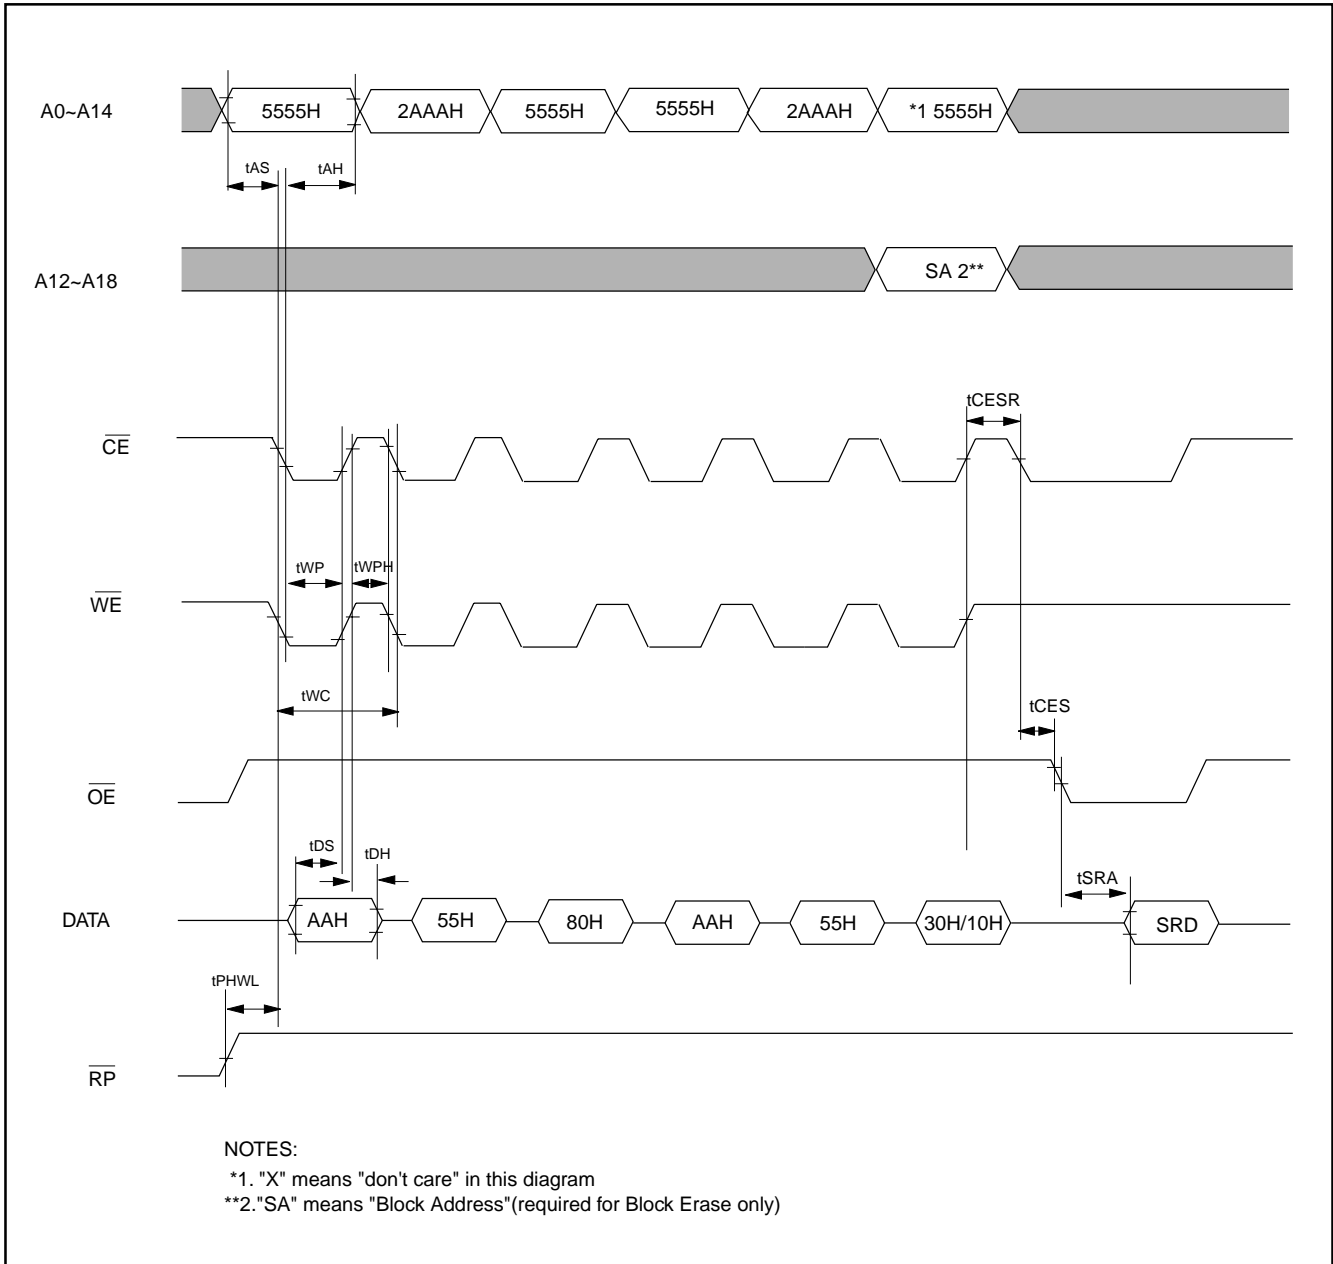 A0~A14 5555H 2AAAH 5555H 5555H 2AAAH *1 5555H
tAS tAH
A12~A18 SA 2**
tCESR
CE
tWP tWPH
WE
tWC
tCES
OE
tDS tDH
tSRA
DATA AAH 55H 80H AAH 55H 30H/10H SRD
tPHWL
RP
NOTES:
*1. "X" means "don't care" in this diagram
**2."SA" means "Block Address"(required for Block Erase only)